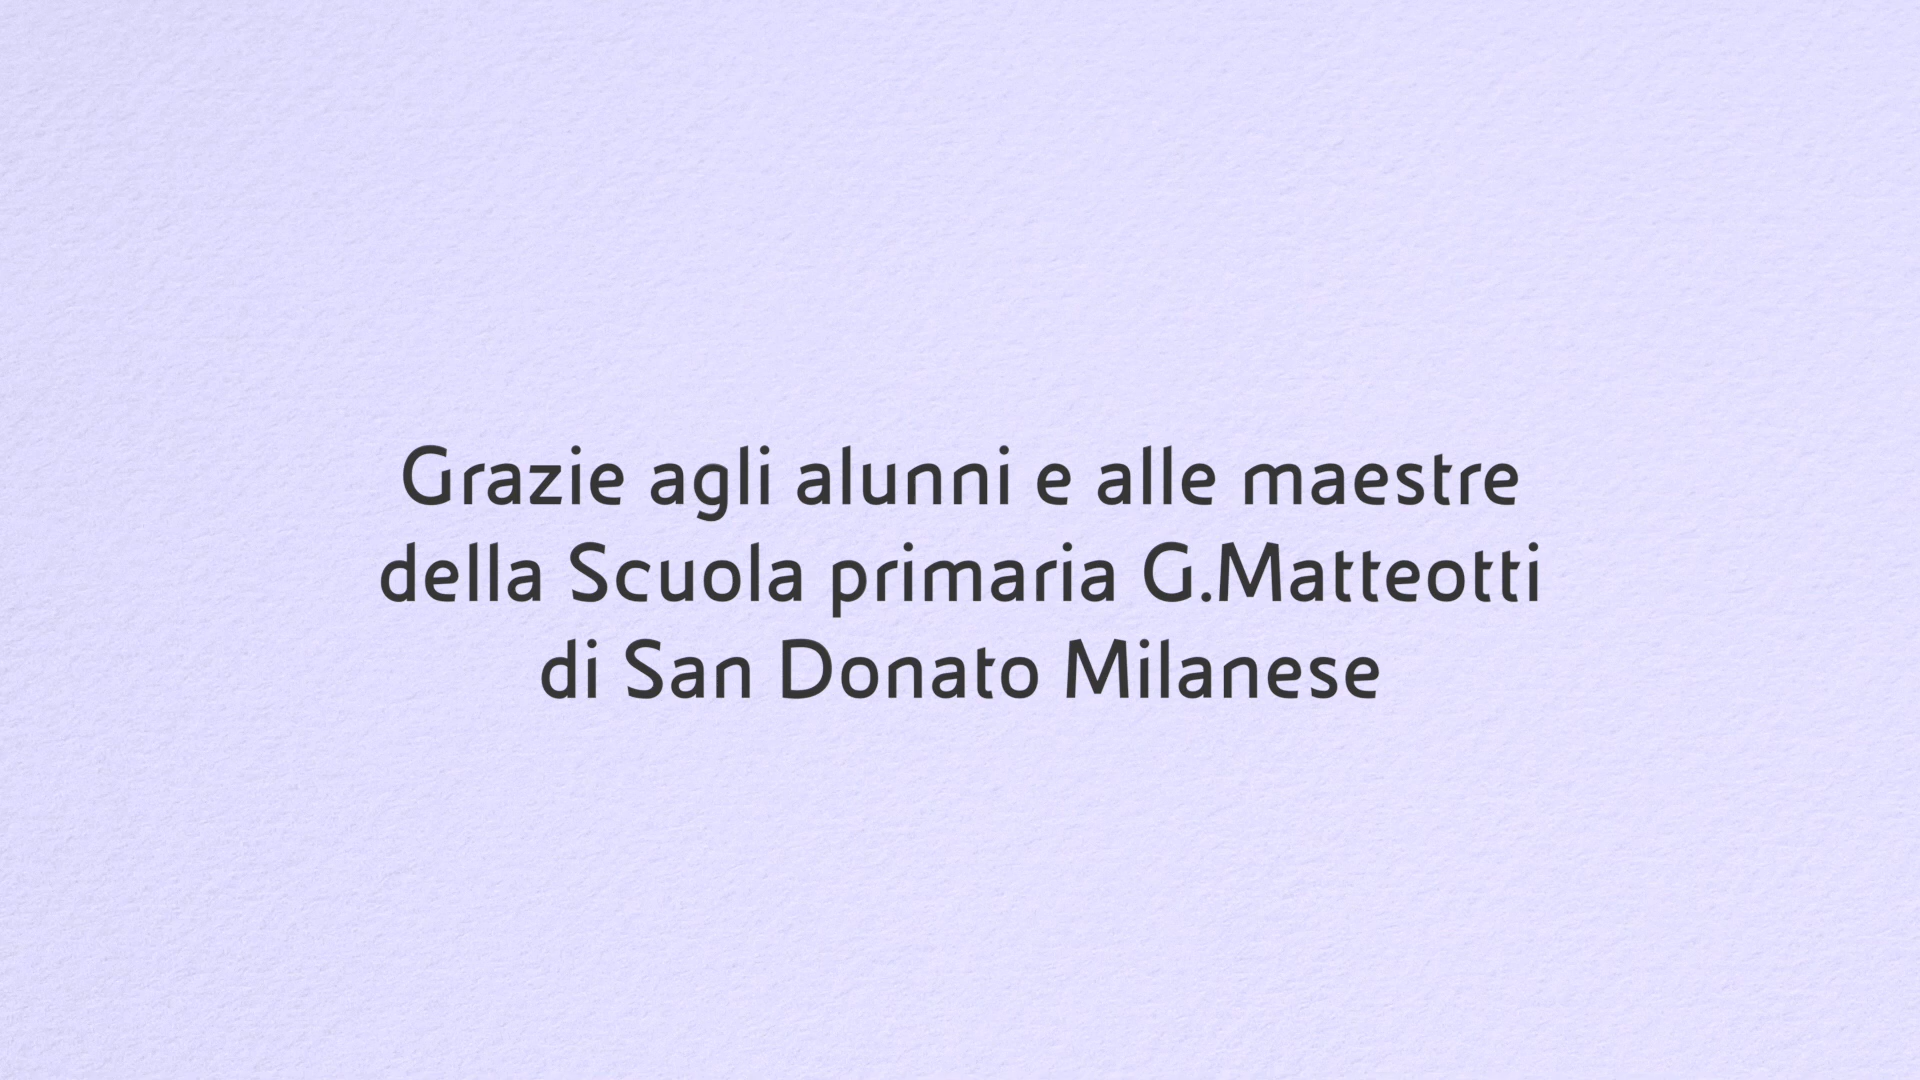 Grazie agli alunni e alle maestre
della Scuola primaria G.Matteotti
di San Donato Milanese